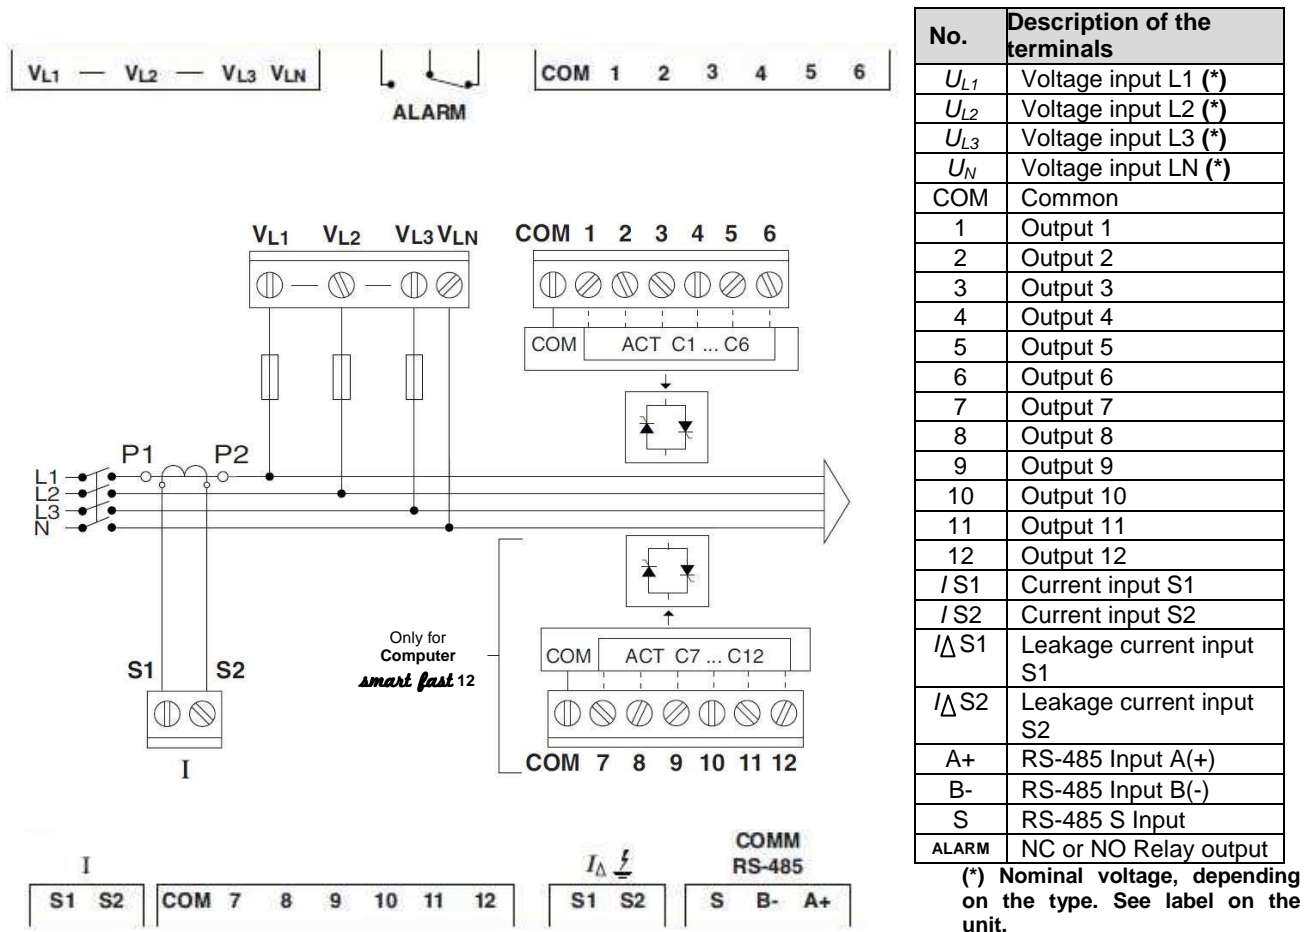 VL1 — VL2 — VL3 VLN
ALARM
COM 1 2 3 4 5 6
VL1 VL2 VL3 VLN
COM 1 2 3 4 5 6
COM ACT C1 ... C6
P1 P2
L1
L2
L3
N
Only for
Computer
smart fast 12
COM ACT C7 ... C12
S1 S2
I
COM 7 8 9 10 11 12
I
S1 S2
COM 7 8 9 10 11 12
IΔ
S1 S2
COMM
RS-485
S B- A+
No. Description of the
terminals
UL1 Voltage input L1 (*)
UL2 Voltage input L2 (*)
UL3 Voltage input L3 (*)
UN Voltage input LN (*)
COM Common
1 Output 1
2 Output 2
3 Output 3
4 Output 4
5 Output 5
6 Output 6
7 Output 7
8 Output 8
9 Output 9
10 Output 10
11 Output 11
12 Output 12
I S1 Current input S1
I S2 Current input S2
IΔ S1 Leakage current input
S1
IΔ S2 Leakage current input
S2
A+ RS-485 Input A(+)
B- RS-485 Input B(-)
S RS-485 S Input
ALARM NC or NO Relay output
(*) Nominal voltage, depending
on the type. See label on the
unit.